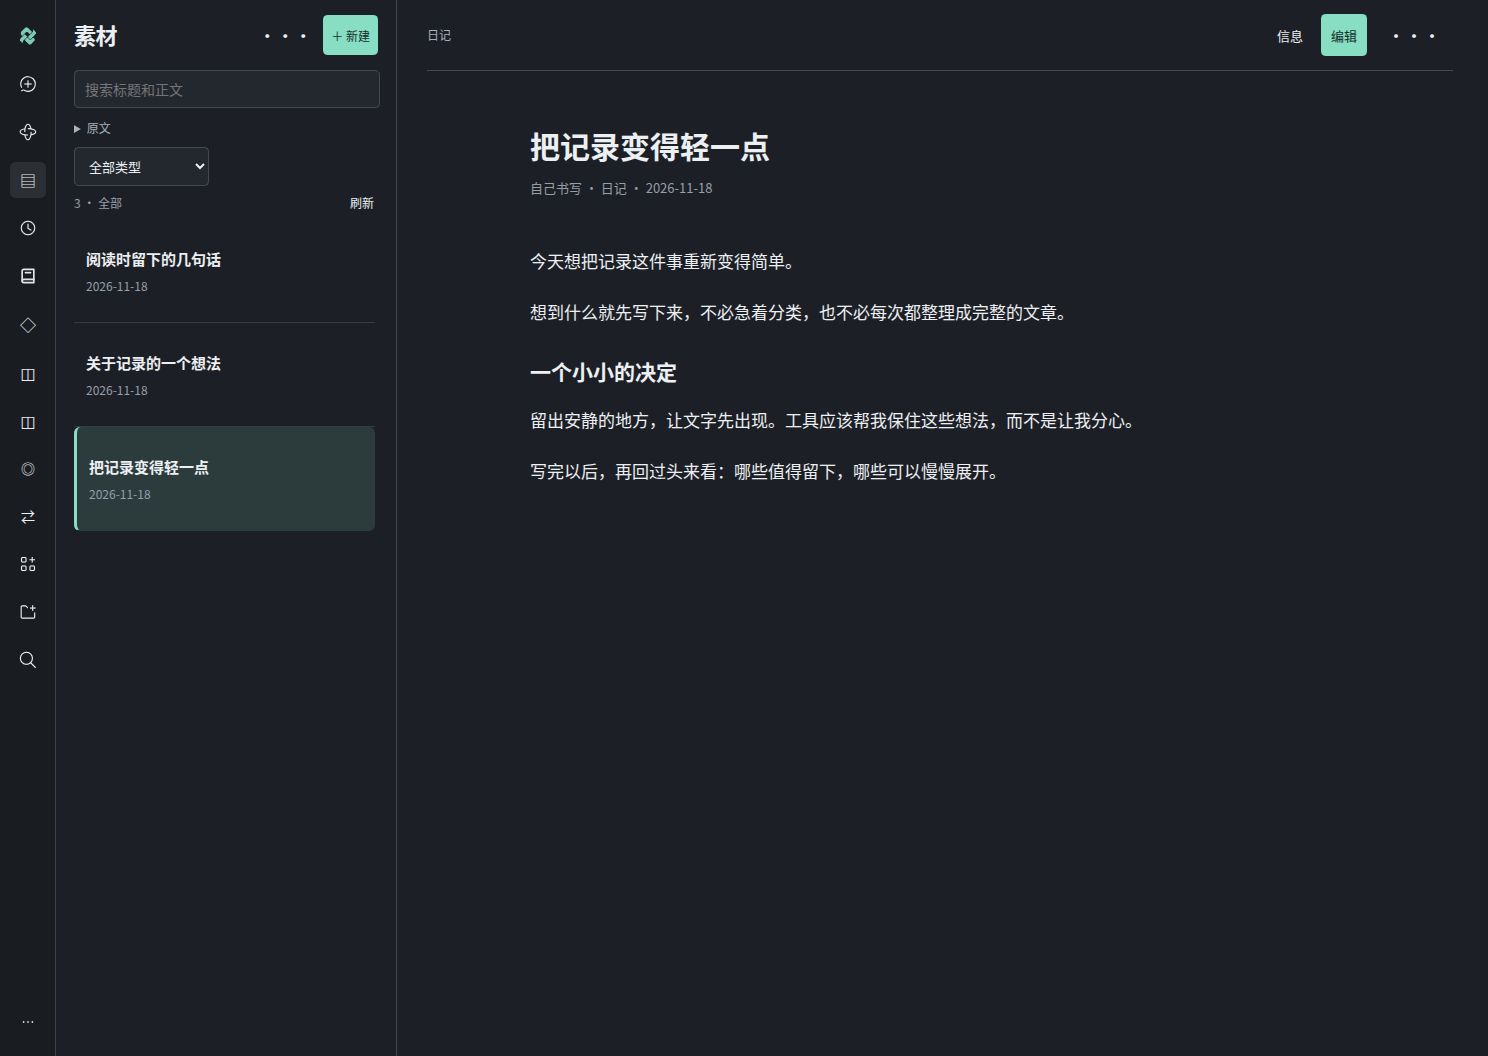 素材
+ 新建
搜索标题和正文
原文
全部类型
3 · 全部
刷新
阅读时留下的几句话
2026-11-18
关于记录的一个想法
2026-11-18
把记录变得轻一点
2026-11-18
日记
信息
编辑
把记录变得轻一点
自己书写 · 日记 · 2026-11-18
今天想把记录这件事重新变得简单。
想到什么就先写下来，不必急着分类，也不必每次都整理成完整的文章。
一个小小的决定
留出安静的地方，让文字先出现。工具应该帮我保住这些想法，而不是让我分心。
写完以后，再回过头来看：哪些值得留下，哪些可以慢慢展开。